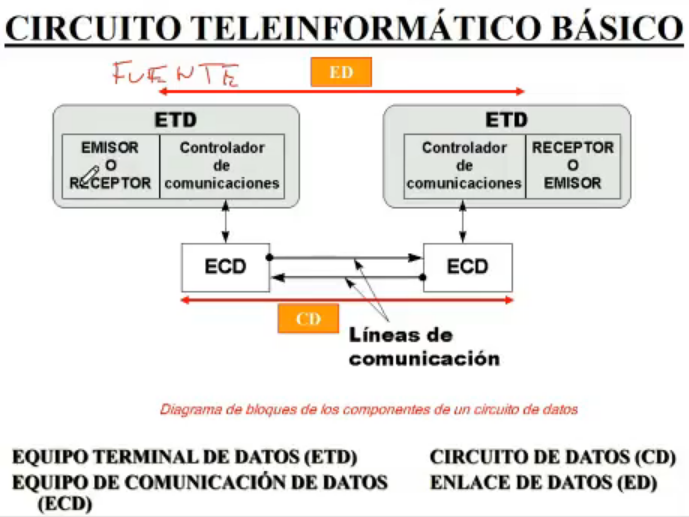 CIRCUITO TELEINFORMÁTICO BÁSICO
FUENTE
ED
ETD
EMISOR
O
RECEPTOR
Controlador
de
comunicaciones
ETD
Controlador
de
comunicaciones
RECEPTOR
O
EMISOR
ECD
ECD
CD
Líneas de
comunicación
Diagrama de bloques de los componentes de un circuito de datos
EQUIPO TERMINAL DE DATOS (ETD)
EQUIPO DE COMUNICACIÓN DE DATOS
(ECD)
CIRCUITO DE DATOS (CD)
ENLACE DE DATOS (ED)